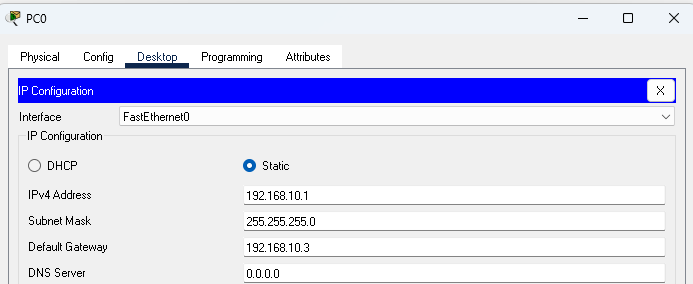 PC0
Physical Config Desktop Programming Attributes
IP Configuration X
Interface FastEthernet0
IP Configuration
DHCP Static
IPv4 Address 192.168.10.1
Subnet Mask 255.255.255.0
Default Gateway 192.168.10.3
DNS Server 0.0.0.0